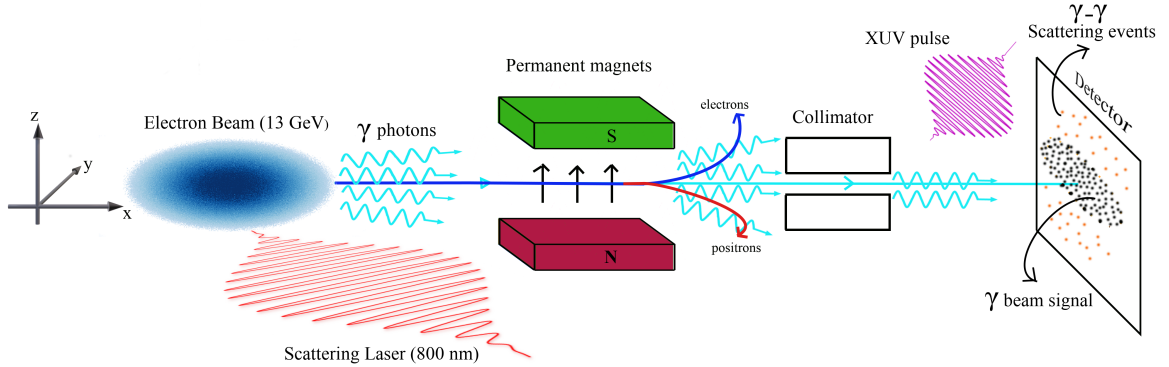 γ-γ
Scattering events
XUV pulse
Permanent magnets
Detector
z
electrons
Collimator
Electron Beam (13 GeV)
γ photons
S
y
x
positrons
N
γ beam signal
Scattering Laser (800 nm)